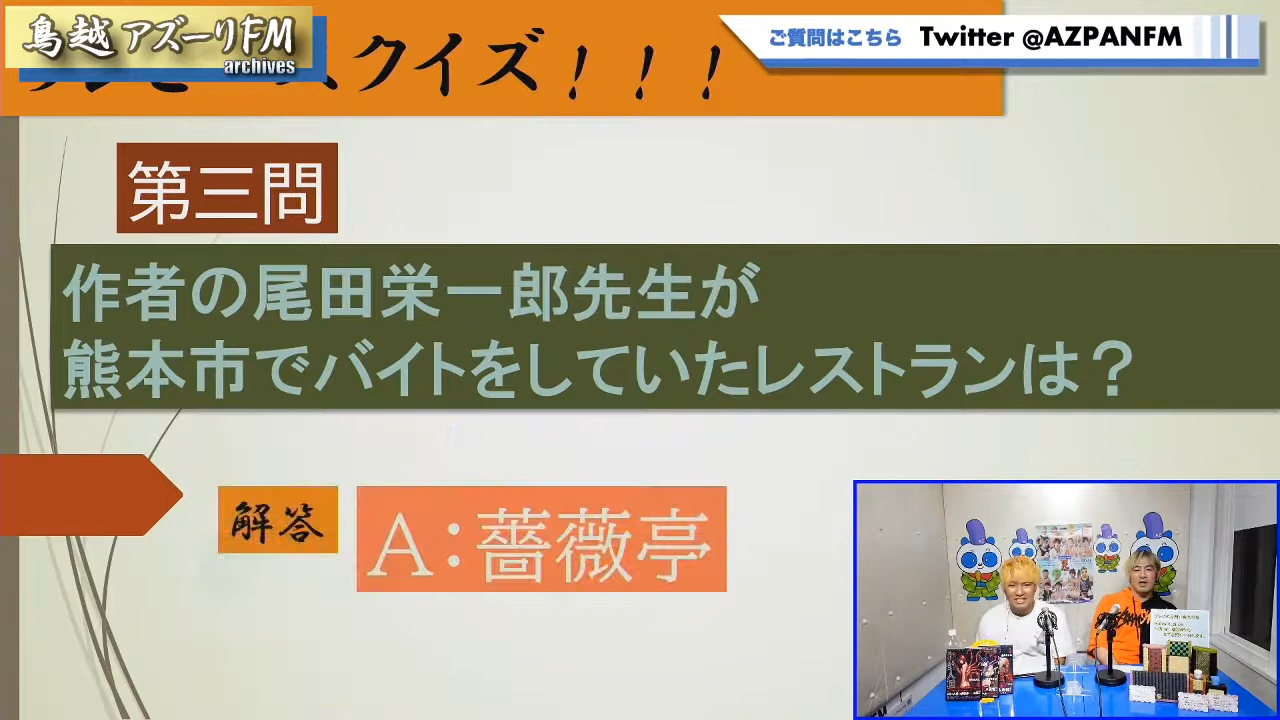 鳥越 アズーリFM
archives
ご質問はこちら Twitter @AZPANFM
クイズ！！！
第三問
作者の尾田栄一郎先生が
熊本市でバイトをしていたレストランは？
解答
A：薔薇亭